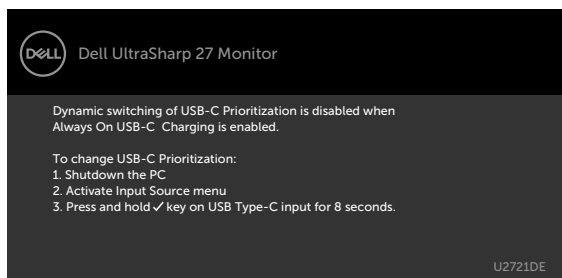 DELL Dell UltraSharp 27 Monitor
Dynamic switching of USB-C Prioritization is disabled when
Always On USB-C Charging is enabled.
To change USB-C Prioritization:
1. Shutdown the PC
2. Activate Input Source menu
3. Press and hold ✓ key on USB Type-C input for 8 seconds.
U2721DE